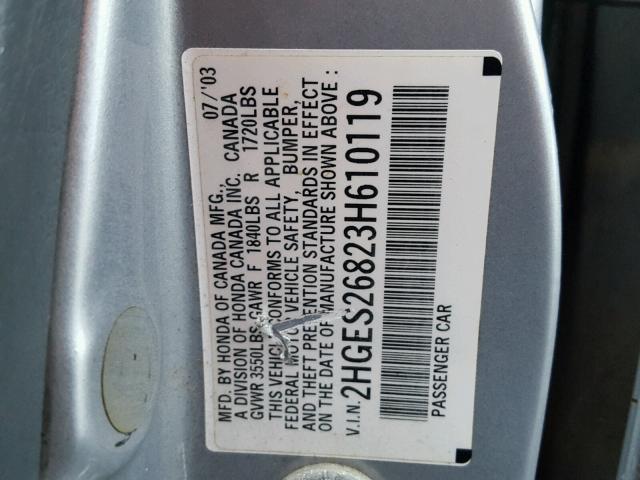 MFD. BY HONDA OF CANADA MFG., 07/'03
A DIVISION OF HONDA CANADA INC. CANADA
GVWR 3550LBS GAWR F 1840LBS R 1720LBS
THIS VEHICLE CONFORMS TO ALL APPLICABLE
FEDERAL MOTOR VEHICLE SAFETY, BUMPER,
AND THEFT PREVENTION STANDARDS IN EFFECT
ON THE DATE OF MANUFACTURE SHOWN ABOVE :
V.I.N. 2HGES26823H610119
PASSENGER CAR